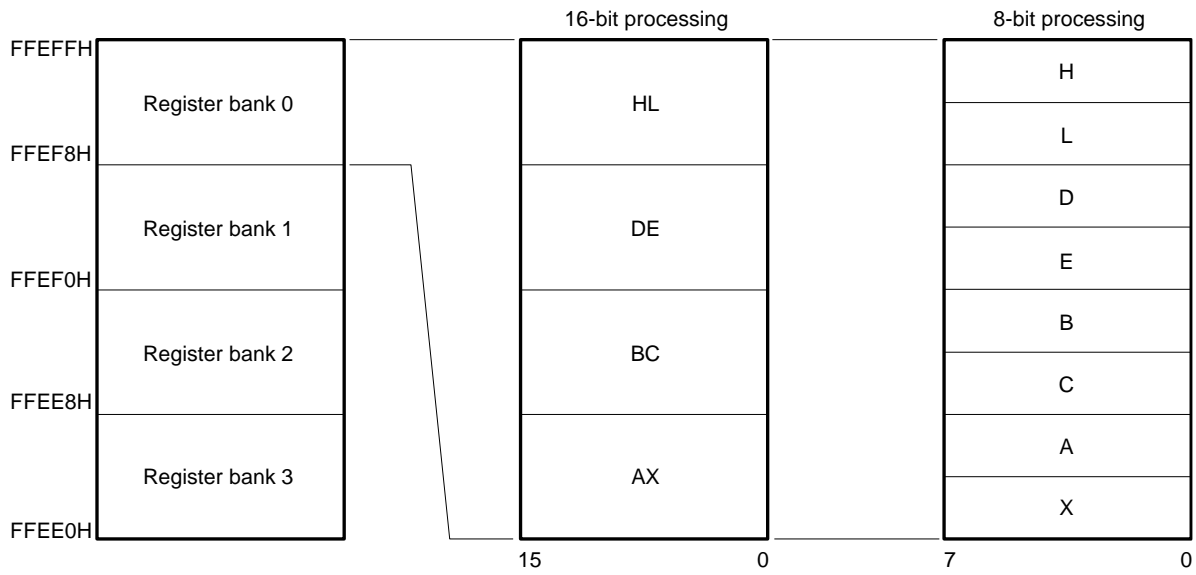 16-bit processing
8-bit processing
FFEFFH
Register bank 0
HL
H
L
FFEF8H
Register bank 1
DE
D
E
FFEF0H
Register bank 2
BC
B
C
FFEE8H
Register bank 3
AX
A
X
FFEE0H
15 0
7 0